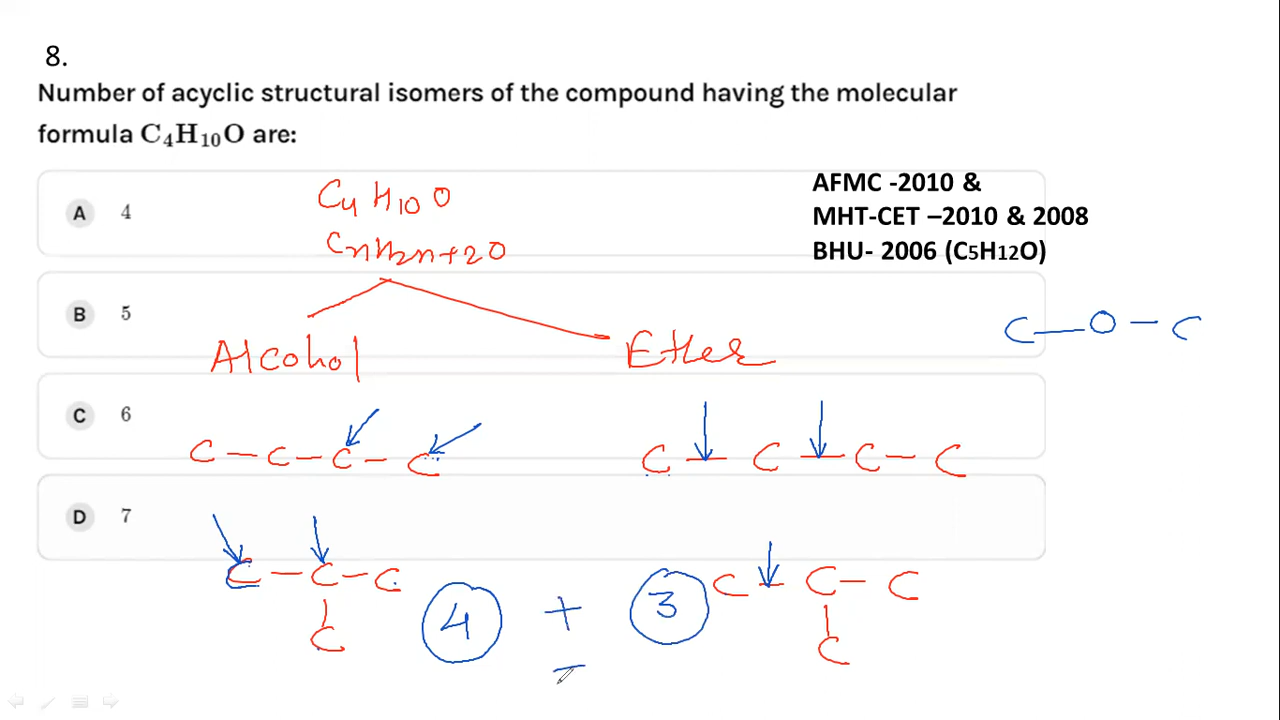 8.
Number of acyclic structural isomers of the compound having the molecular
formula C₄H₁₀O are:
AFMC -2010 &
MHT-CET –2010 & 2008
BHU- 2006 (C5H12O)
A 4
B 5
C 6
D 7
C₄H₁₀O
CnH2n+2O
Alcohol Ether
C — O — C
C — C — C — C
C — C — C — C
C — C — C
C
C — C — C
C
4 + 3